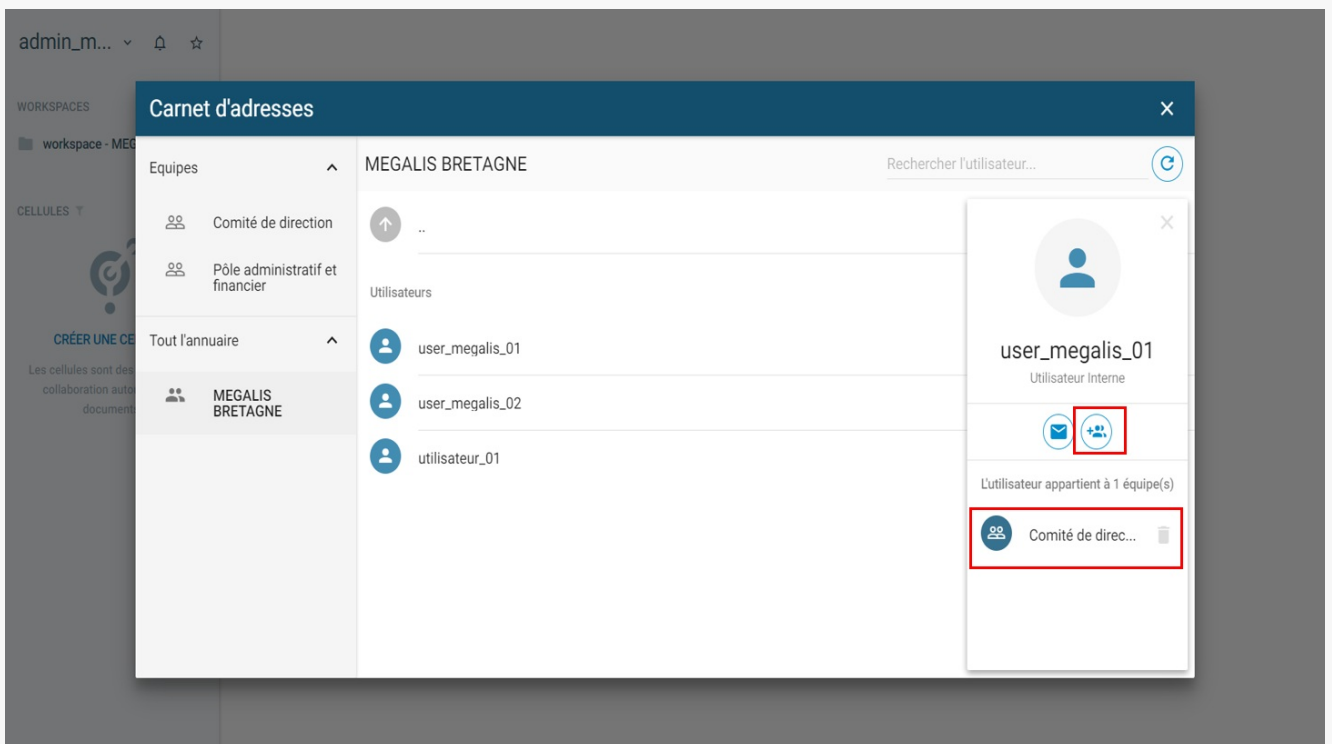 admin_m...
WORKSPACES
workspace - MEG
CELLULES
CRÉER UNE CE
Les cellules sont des
collaboration auto
document
Carnet d'adresses
Equipes
Comité de direction
Pôle administratif et
financier
Tout l'annuaire
MEGALIS
BRETAGNE
MEGALIS BRETAGNE
Rechercher l'utilisateur...
..
Utilisateurs
user_megalis_01
user_megalis_02
utilisateur_01
user_megalis_01
Utilisateur Interne
L'utilisateur appartient à 1 équipe(s)
Comité de direc...